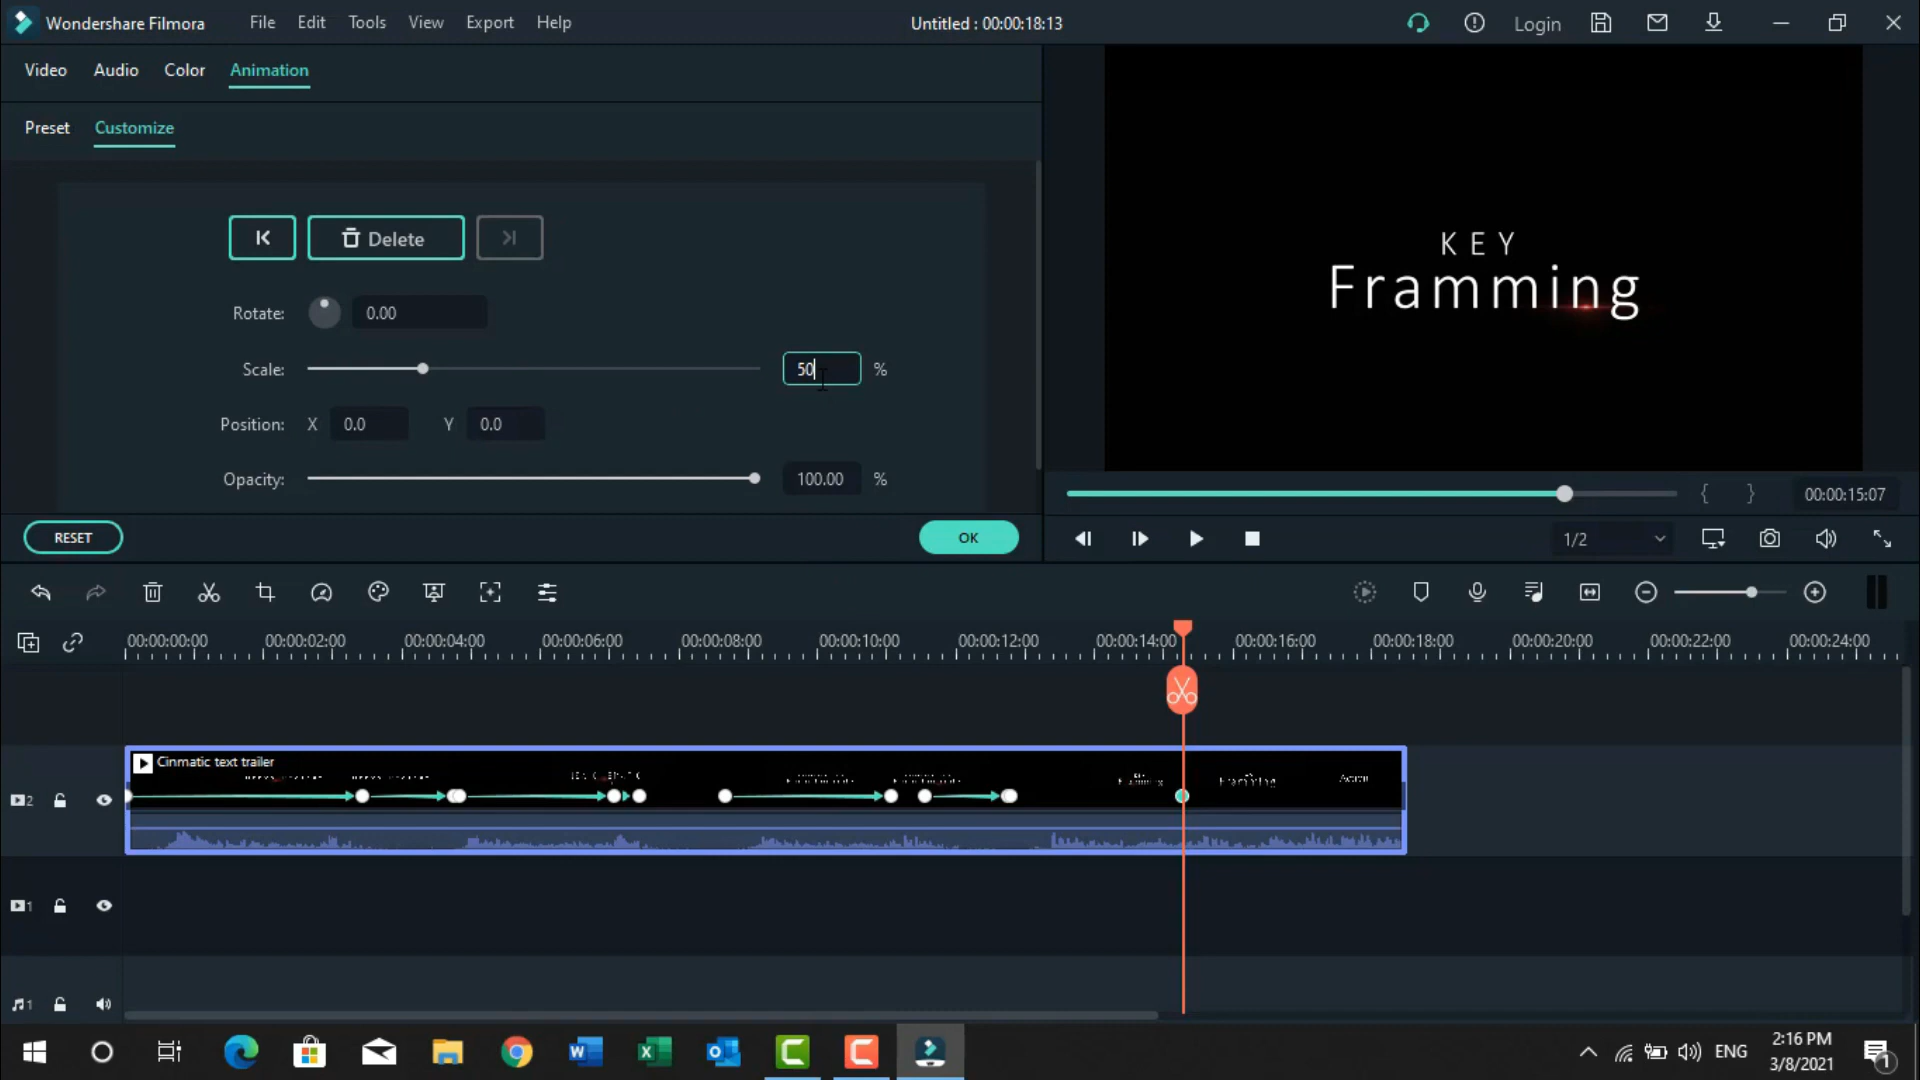 Wondershare Filmora File Edit Tools View Export Help Untitled : 00:00:18:13 Login
Video Audio Color Animation
Preset Customize
Delete
Rotate: 0.00
Scale: 50 %
Position: X 0.0 Y 0.0
Opacity: 100.00 %
RESET OK
KEY
Framming
{ } 00:00:15:07
1/2
00:00:00:00 00:00:02:00 00:00:04:00 00:00:06:00 00:00:08:00 00:00:10:00 00:00:12:00 00:00:14:00 00:00:16:00 00:00:18:00 00:00:20:00 00:00:22:00 00:00:24:00
Cinmatic text trailer
2
1
1
ENG
2:16 PM
3/8/2021
1